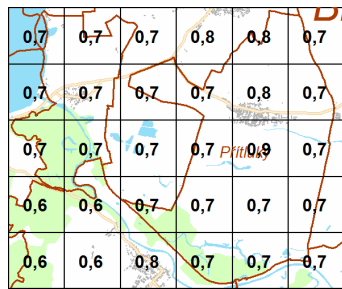 B
0,7 0,7 0,7 0,8 0,8 0,7
0,7 0,7 0,7 0,7 0,8 0,7
0,7 0,7 0,7 0,7 0,9 0,7
Přítluky
0,6 0,6 0,7 0,7 0,7 0,7
0,6 0,6 0,8 0,7 0,7 0,7